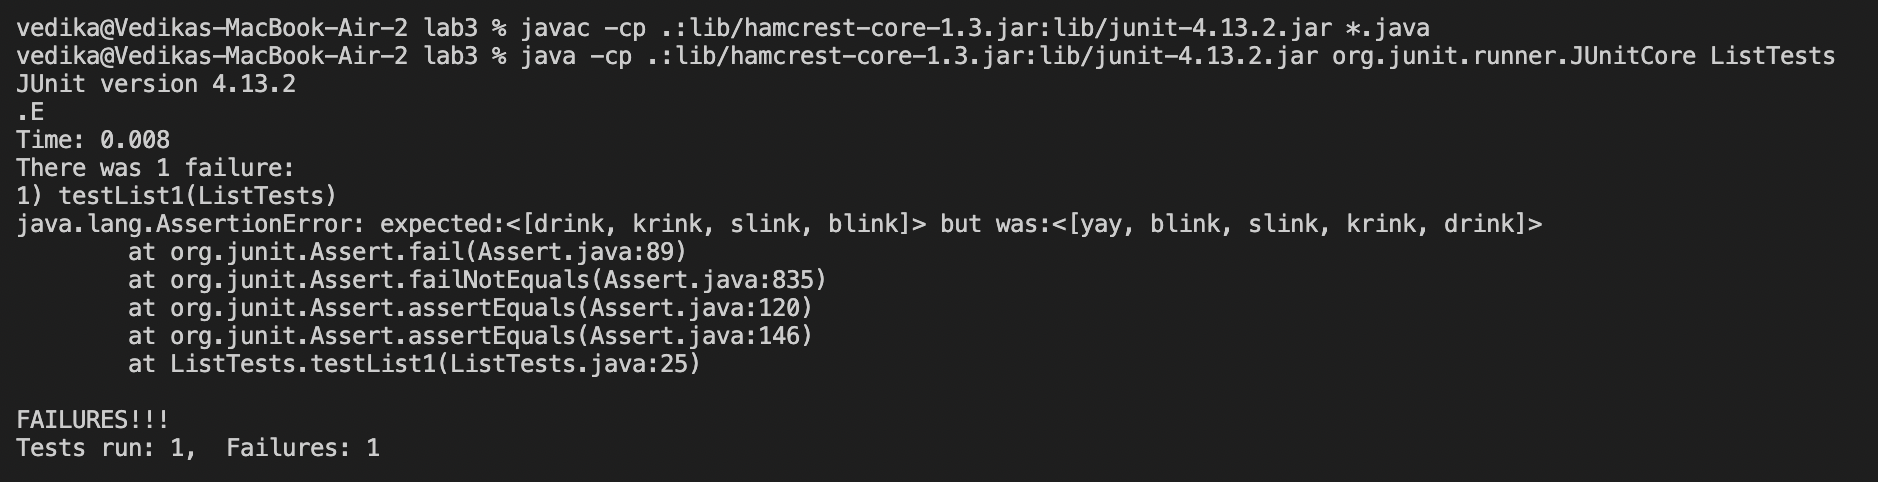 vedika@Vedikas-MacBook-Air-2 lab3 % javac -cp .:lib/hamcrest-core-1.3.jar:lib/junit-4.13.2.jar *.java
vedika@Vedikas-MacBook-Air-2 lab3 % java -cp .:lib/hamcrest-core-1.3.jar:lib/junit-4.13.2.jar org.junit.runner.JUnitCore ListTests
JUnit version 4.13.2
.E
Time: 0.008
There was 1 failure:
1) testList1(ListTests)
java.lang.AssertionError: expected:<[drink, krink, slink, blink]> but was:<[yay, blink, slink, krink, drink]>
        at org.junit.Assert.fail(Assert.java:89)
        at org.junit.Assert.failNotEquals(Assert.java:835)
        at org.junit.Assert.assertEquals(Assert.java:120)
        at org.junit.Assert.assertEquals(Assert.java:146)
        at ListTests.testList1(ListTests.java:25)

FAILURES!!!
Tests run: 1,  Failures: 1